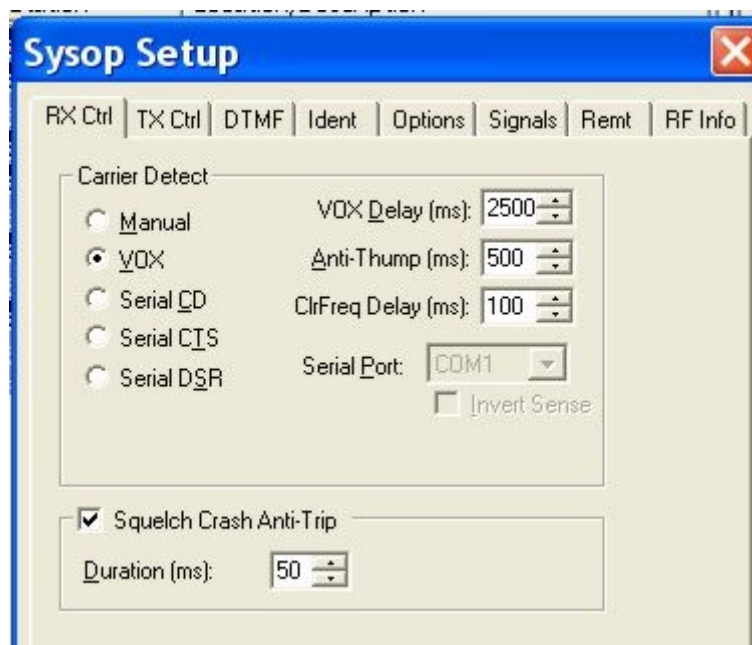 Sysop Setup
RX Ctrl TX Ctrl DTMF Ident Options Signals Remt RF Info
Carrier Detect
Manual
VOX
Serial CD
Serial CTS
Serial DSR
VOX Delay (ms): 2500
Anti-Thump (ms): 500
ClrFreq Delay (ms): 100
Serial Port: COM1
Invert Sense
Squelch Crash Anti-Trip
Duration (ms): 50